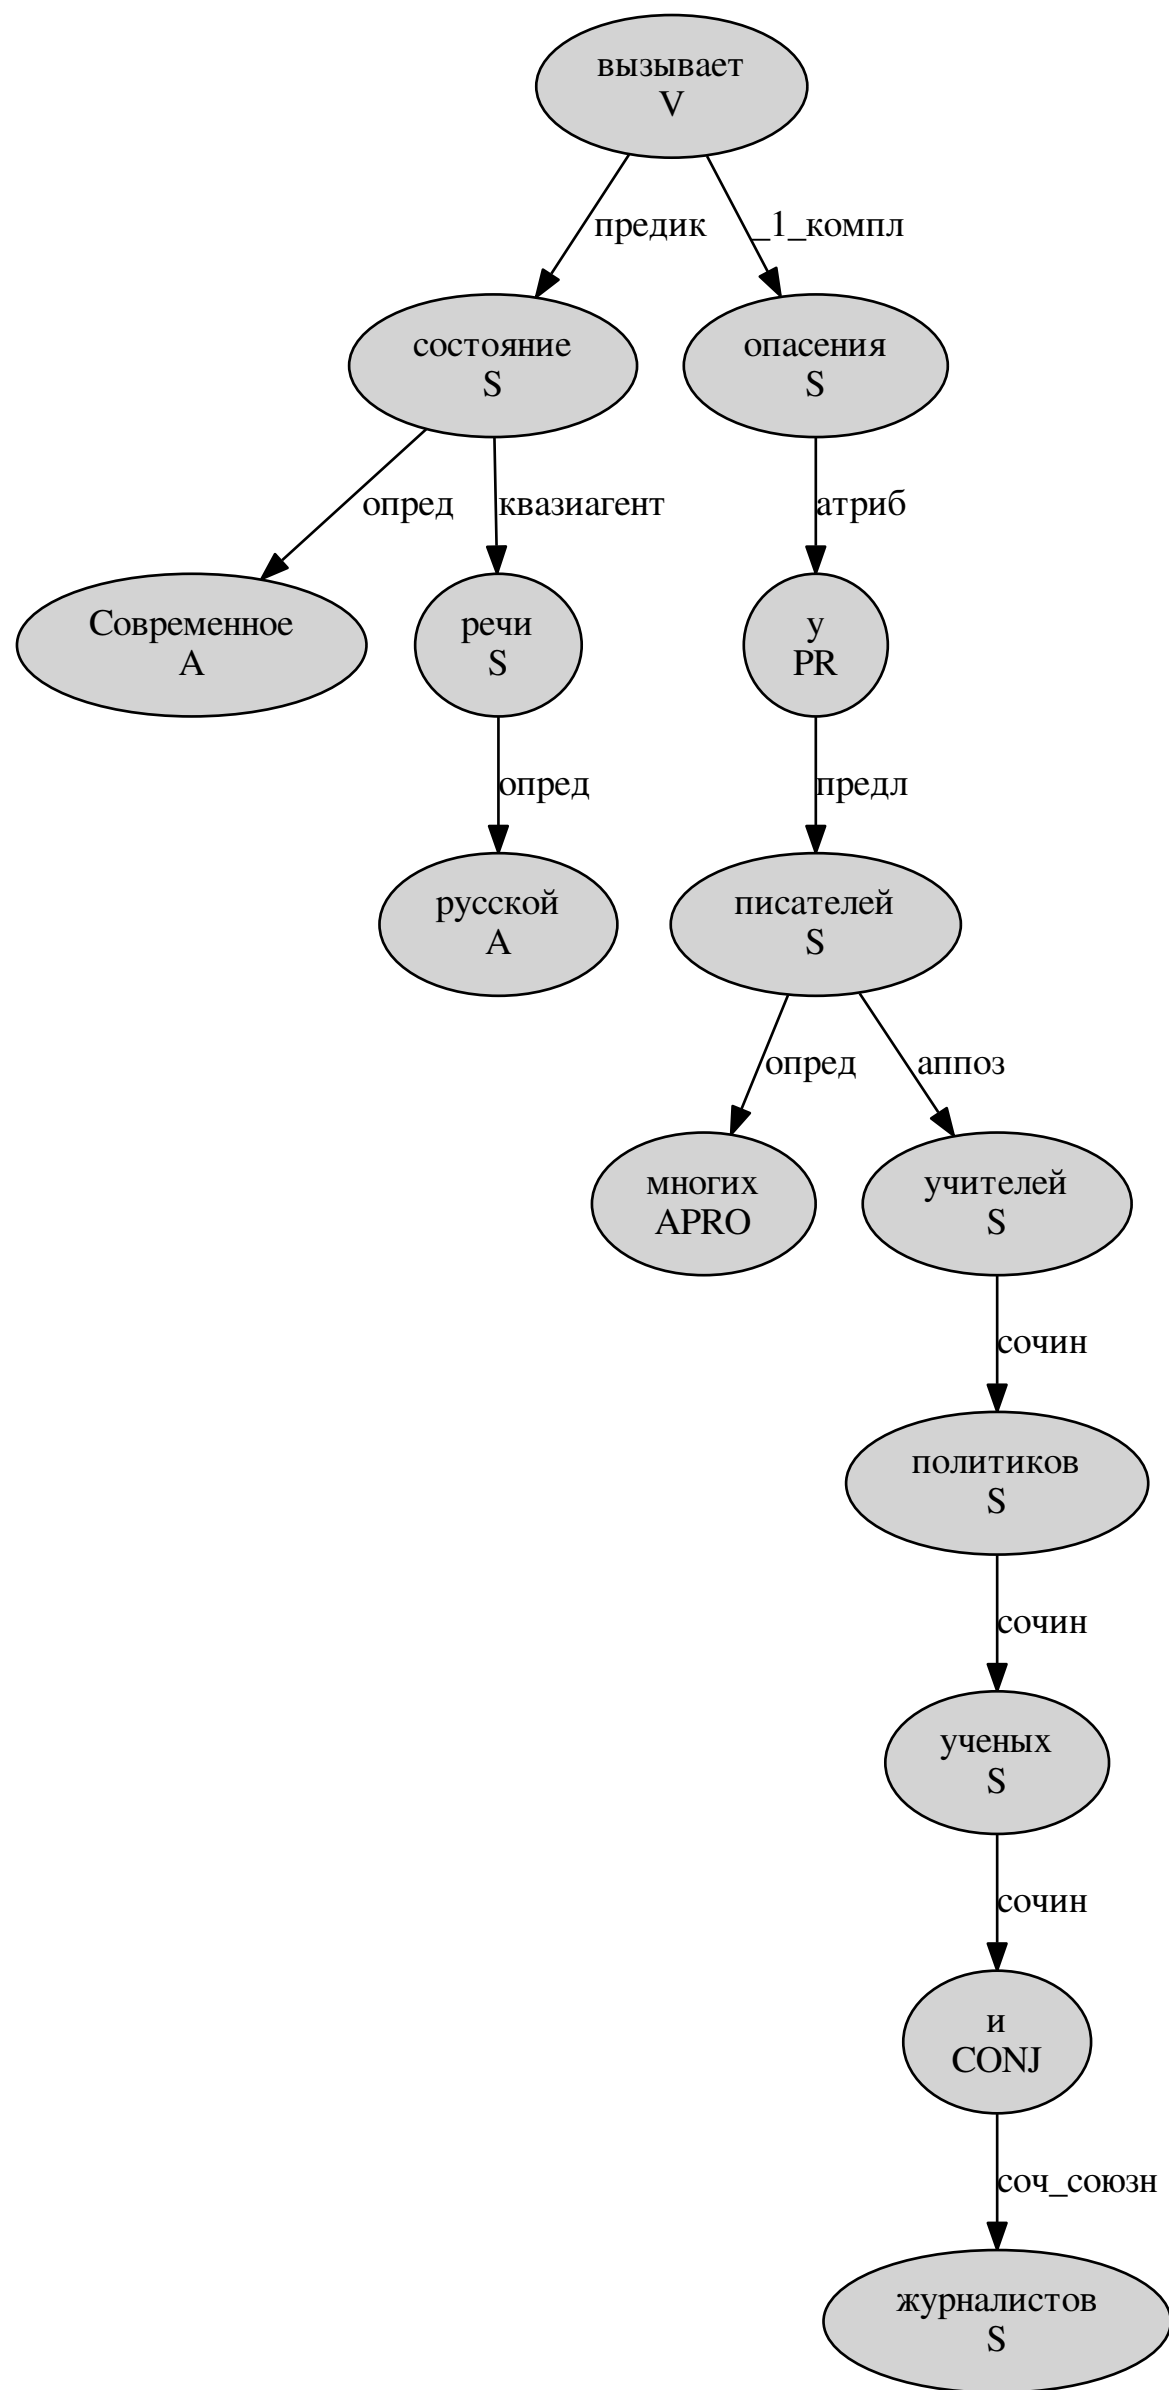 вызывает
V
предик
_1_компл
состояние
S
опасения
S
опред
квазиагент
атриб
Современное
A
речи
S
у
PR
опред
предл
русской
A
писателей
S
опред
аппоз
многих
APRO
учителей
S
сочин
политиков
S
сочин
ученых
S
сочин
и
CONJ
соч_союзн
журналистов
S